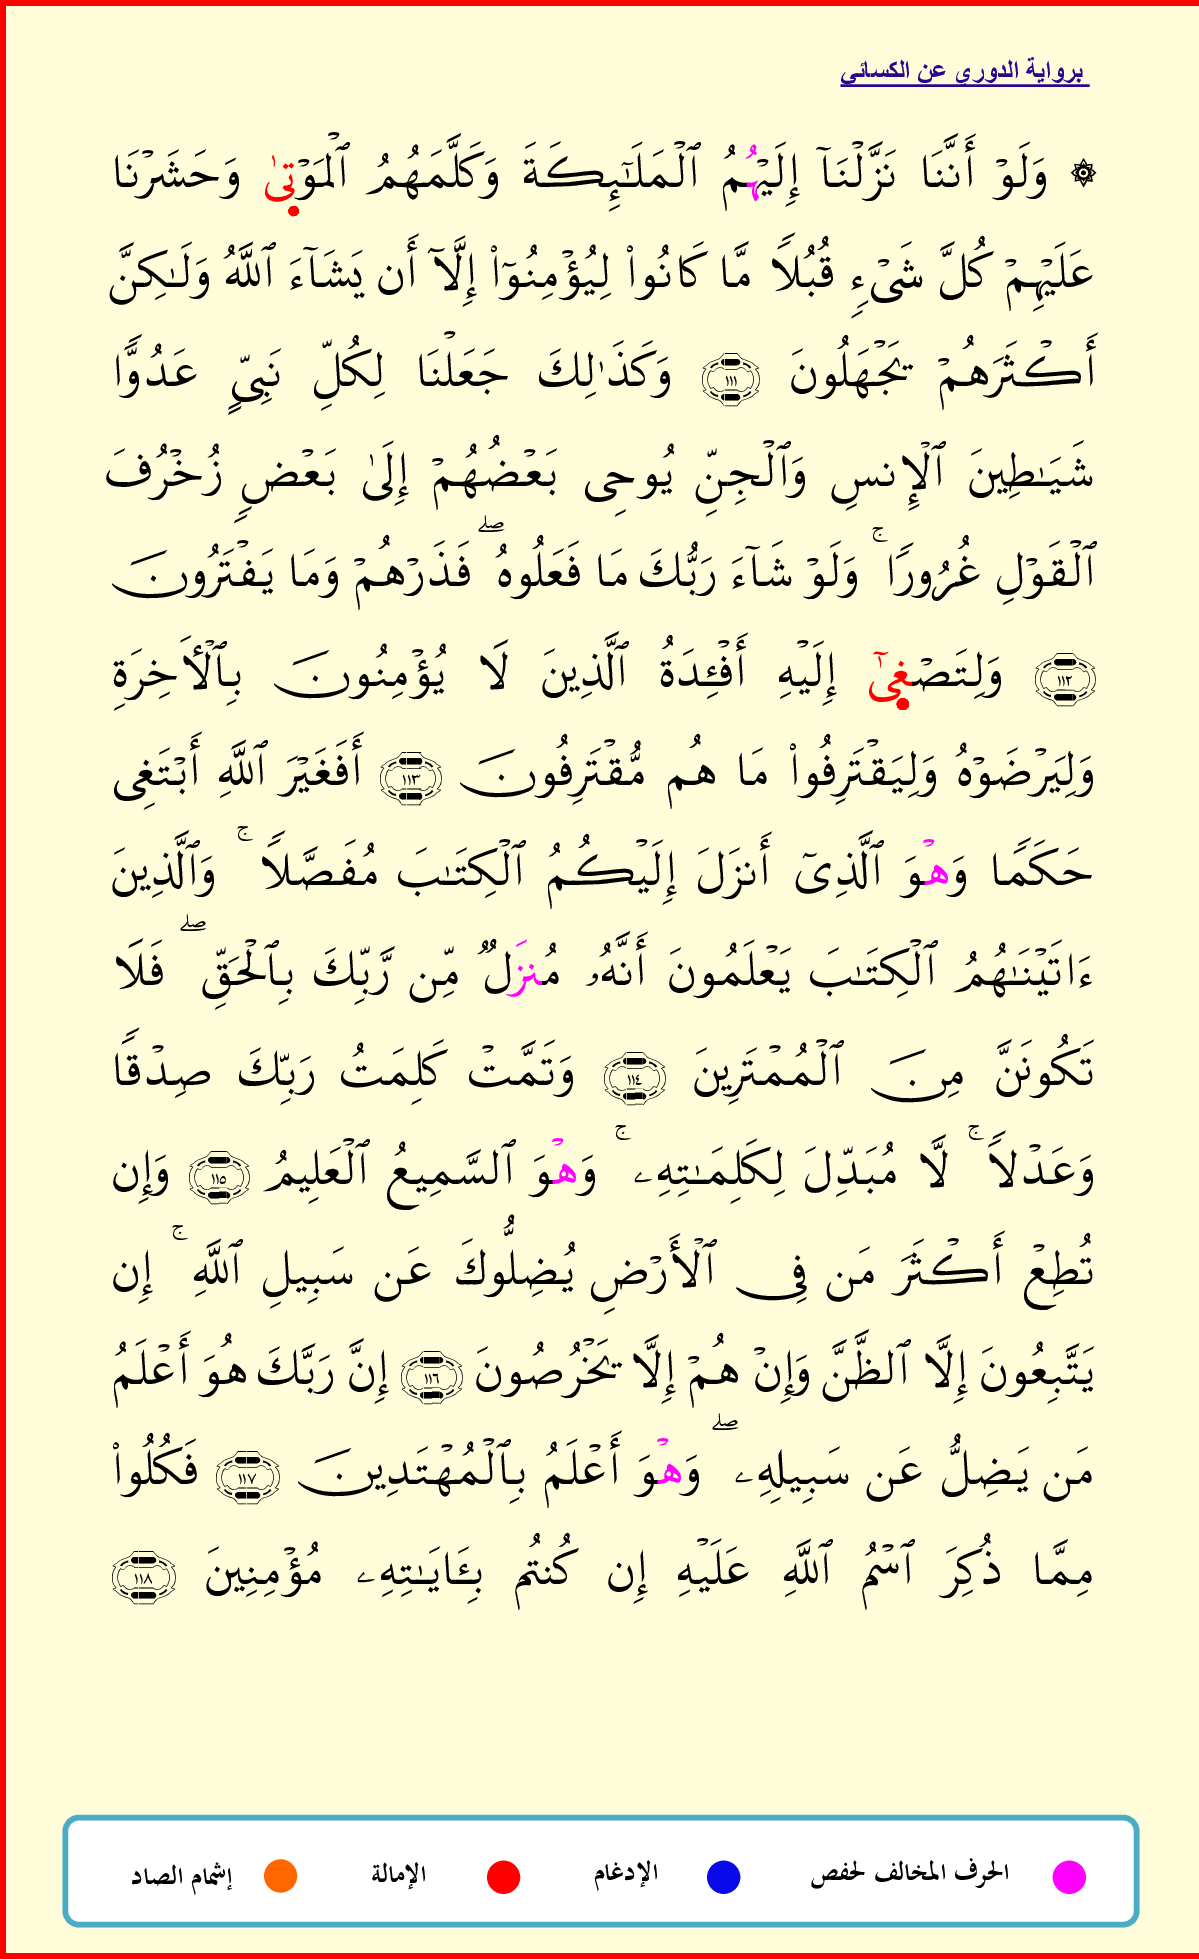 برواية الدوري عن الكسائي
۞ وَلَوۡ أَنَّنَا نَزَّلۡنَآ إِلَيۡهُمُ ٱلۡمَلَٰٓئِكَةَ وَكَلَّمَهُمُ ٱلۡمَوۡتىٰ وَحَشَرۡنَا
عَلَيۡهِمۡ كُلَّ شَيۡءٖ قُبُلٗا مَّا كَانُواْ لِيُؤۡمِنُوٓاْ إِلَّآ أَن يَشَآءَ ٱللَّهُ وَلَٰكِنَّ
أَكۡثَرَهُمۡ يَجۡهَلُونَ ١١١ وَكَذَٰلِكَ جَعَلۡنَا لِكُلِّ نَبِيٍّ عَدُوّٗا
شَيَٰطِينَ ٱلۡإِنسِ وَٱلۡجِنِّ يُوحِي بَعۡضُهُمۡ إِلَىٰ بَعۡضٖ زُخۡرُفَ
ٱلۡقَوۡلِ غُرُورٗاۚ وَلَوۡ شَآءَ رَبُّكَ مَا فَعَلُوهُۖ فَذَرۡهُمۡ وَمَا يَفۡتَرُونَ
١١٢ وَلِتَصۡغىٰٓ إِلَيۡهِ أَفۡـِٔدَةُ ٱلَّذِينَ لَا يُؤۡمِنُونَ بِٱلۡأٓخِرَةِ
وَلِيَرۡضَوۡهُ وَلِيَقۡتَرِفُواْ مَا هُم مُّقۡتَرِفُونَ ١١٣ أَفَغَيۡرَ ٱللَّهِ أَبۡتَغِي
حَكَمٗا وَهۡوَ ٱلَّذِيٓ أَنزَلَ إِلَيۡكُمُ ٱلۡكِتَٰبَ مُفَصَّلٗاۚ وَٱلَّذِينَ
ءَاتَيۡنَٰهُمُ ٱلۡكِتَٰبَ يَعۡلَمُونَ أَنَّهُۥ مُنزَلٞ مِّن رَّبِّكَ بِٱلۡحَقِّۖ فَلَا
تَكُونَنَّ مِنَ ٱلۡمُمۡتَرِينَ ١١٤ وَتَمَّتۡ كَلِمَتُ رَبِّكَ صِدۡقٗا
وَعَدۡلٗاۚ لَّا مُبَدِّلَ لِكَلِمَٰتِهِۦۚ وَهۡوَ ٱلسَّمِيعُ ٱلۡعَلِيمُ ١١٥ وَإِن
تُطِعۡ أَكۡثَرَ مَن فِي ٱلۡأَرۡضِ يُضِلُّوكَ عَن سَبِيلِ ٱللَّهِۚ إِن
يَتَّبِعُونَ إِلَّا ٱلظَّنَّ وَإِنۡ هُمۡ إِلَّا يَخۡرُصُونَ ١١٦ إِنَّ رَبَّكَ هُوَ أَعۡلَمُ
مَن يَضِلُّ عَن سَبِيلِهِۦۖ وَهۡوَ أَعۡلَمُ بِٱلۡمُهۡتَدِينَ ١١٧ فَكُلُواْ
مِمَّا ذُكِرَ ٱسۡمُ ٱللَّهِ عَلَيۡهِ إِن كُنتُم بِـَٔايَٰتِهِۦ مُؤۡمِنِينَ ١١٨
الحرف المخالف لحفص الإدغام الإمالة إشمام الصاد